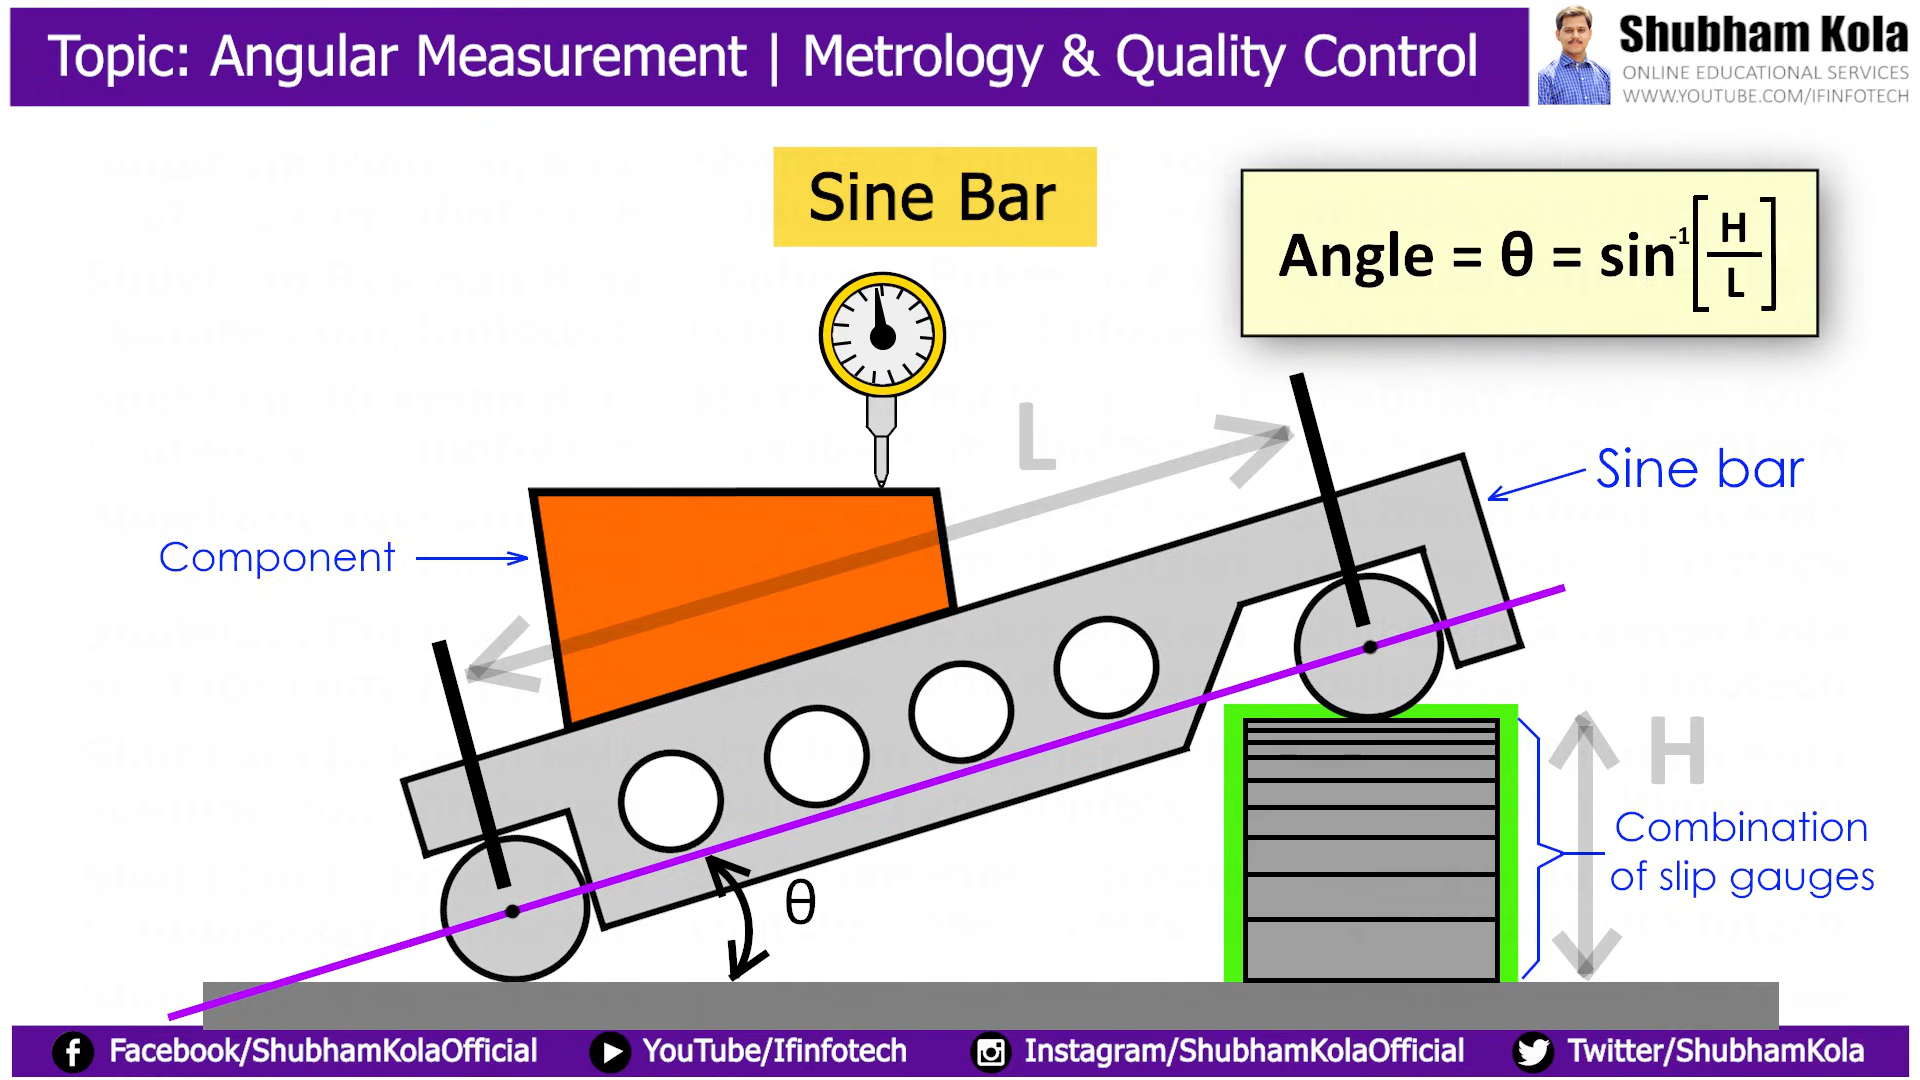 Topic: Angular Measurement | Metrology & Quality Control
Shubham Kola
ONLINE EDUCATIONAL SERVICES
WWW.YOUTUBE.COM/IFINFOTECH
Sine Bar
Angle = θ = sin⁻¹[H/L]
L
Sine bar
Component
H
Combination
of slip gauges
θ
Facebook/ShubhamKolaOfficial
YouTube/Ifinfotech
Instagram/ShubhamKolaOfficial
Twitter/ShubhamKola